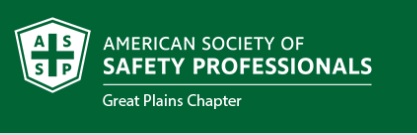 A S
S P
AMERICAN SOCIETY OF
SAFETY PROFESSIONALS
Great Plains Chapter